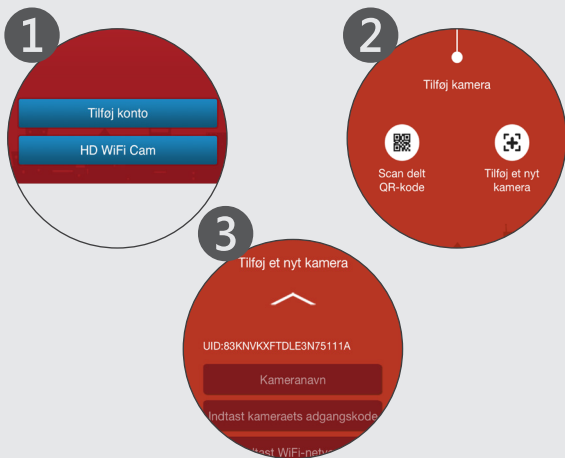 1
Tilføj konto
HD WiFi Cam
2
Tilføj kamera
Scan delt
QR-kode
Tilføj et nyt
kamera
3
Tilføj et nyt kamera
UID:83KNVKXFTDLE3N75111A
Kameranavn
Indtast kameraets adgangskode